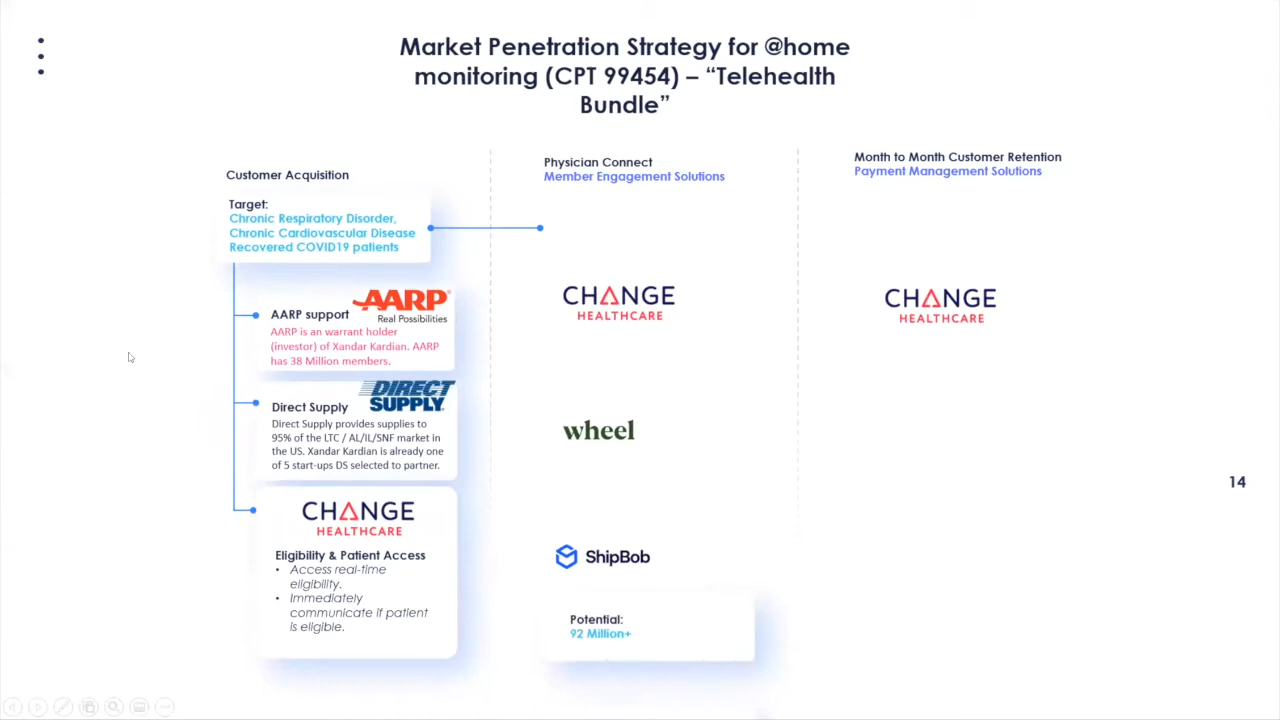 Market Penetration Strategy for @home
monitoring (CPT 99454) – “Telehealth
Bundle”
Customer Acquisition
Target:
Chronic Respiratory Disorder,
Chronic Cardiovascular Disease
Recovered COVID19 patients
AARP support
AARP®
Real Possibilities
AARP is an warrant holder
(investor) of Xandar Kardian. AARP
has 38 Million members.
Direct Supply
DIRECT
SUPPLY
Direct Supply provides supplies to
95% of the LTC / AL/IL/SNF market in
the US. Xandar Kardian is already one
of 5 start-ups DS selected to partner.
CHANGE
HEALTHCARE
Eligibility & Patient Access
• Access real-time
eligibility.
• Immediately
communicate if patient
is eligible.
Physician Connect
Member Engagement Solutions
CHANGE
HEALTHCARE
wheel
ShipBob
Potential:
92 Million+
Month to Month Customer Retention
Payment Management Solutions
CHANGE
HEALTHCARE
14